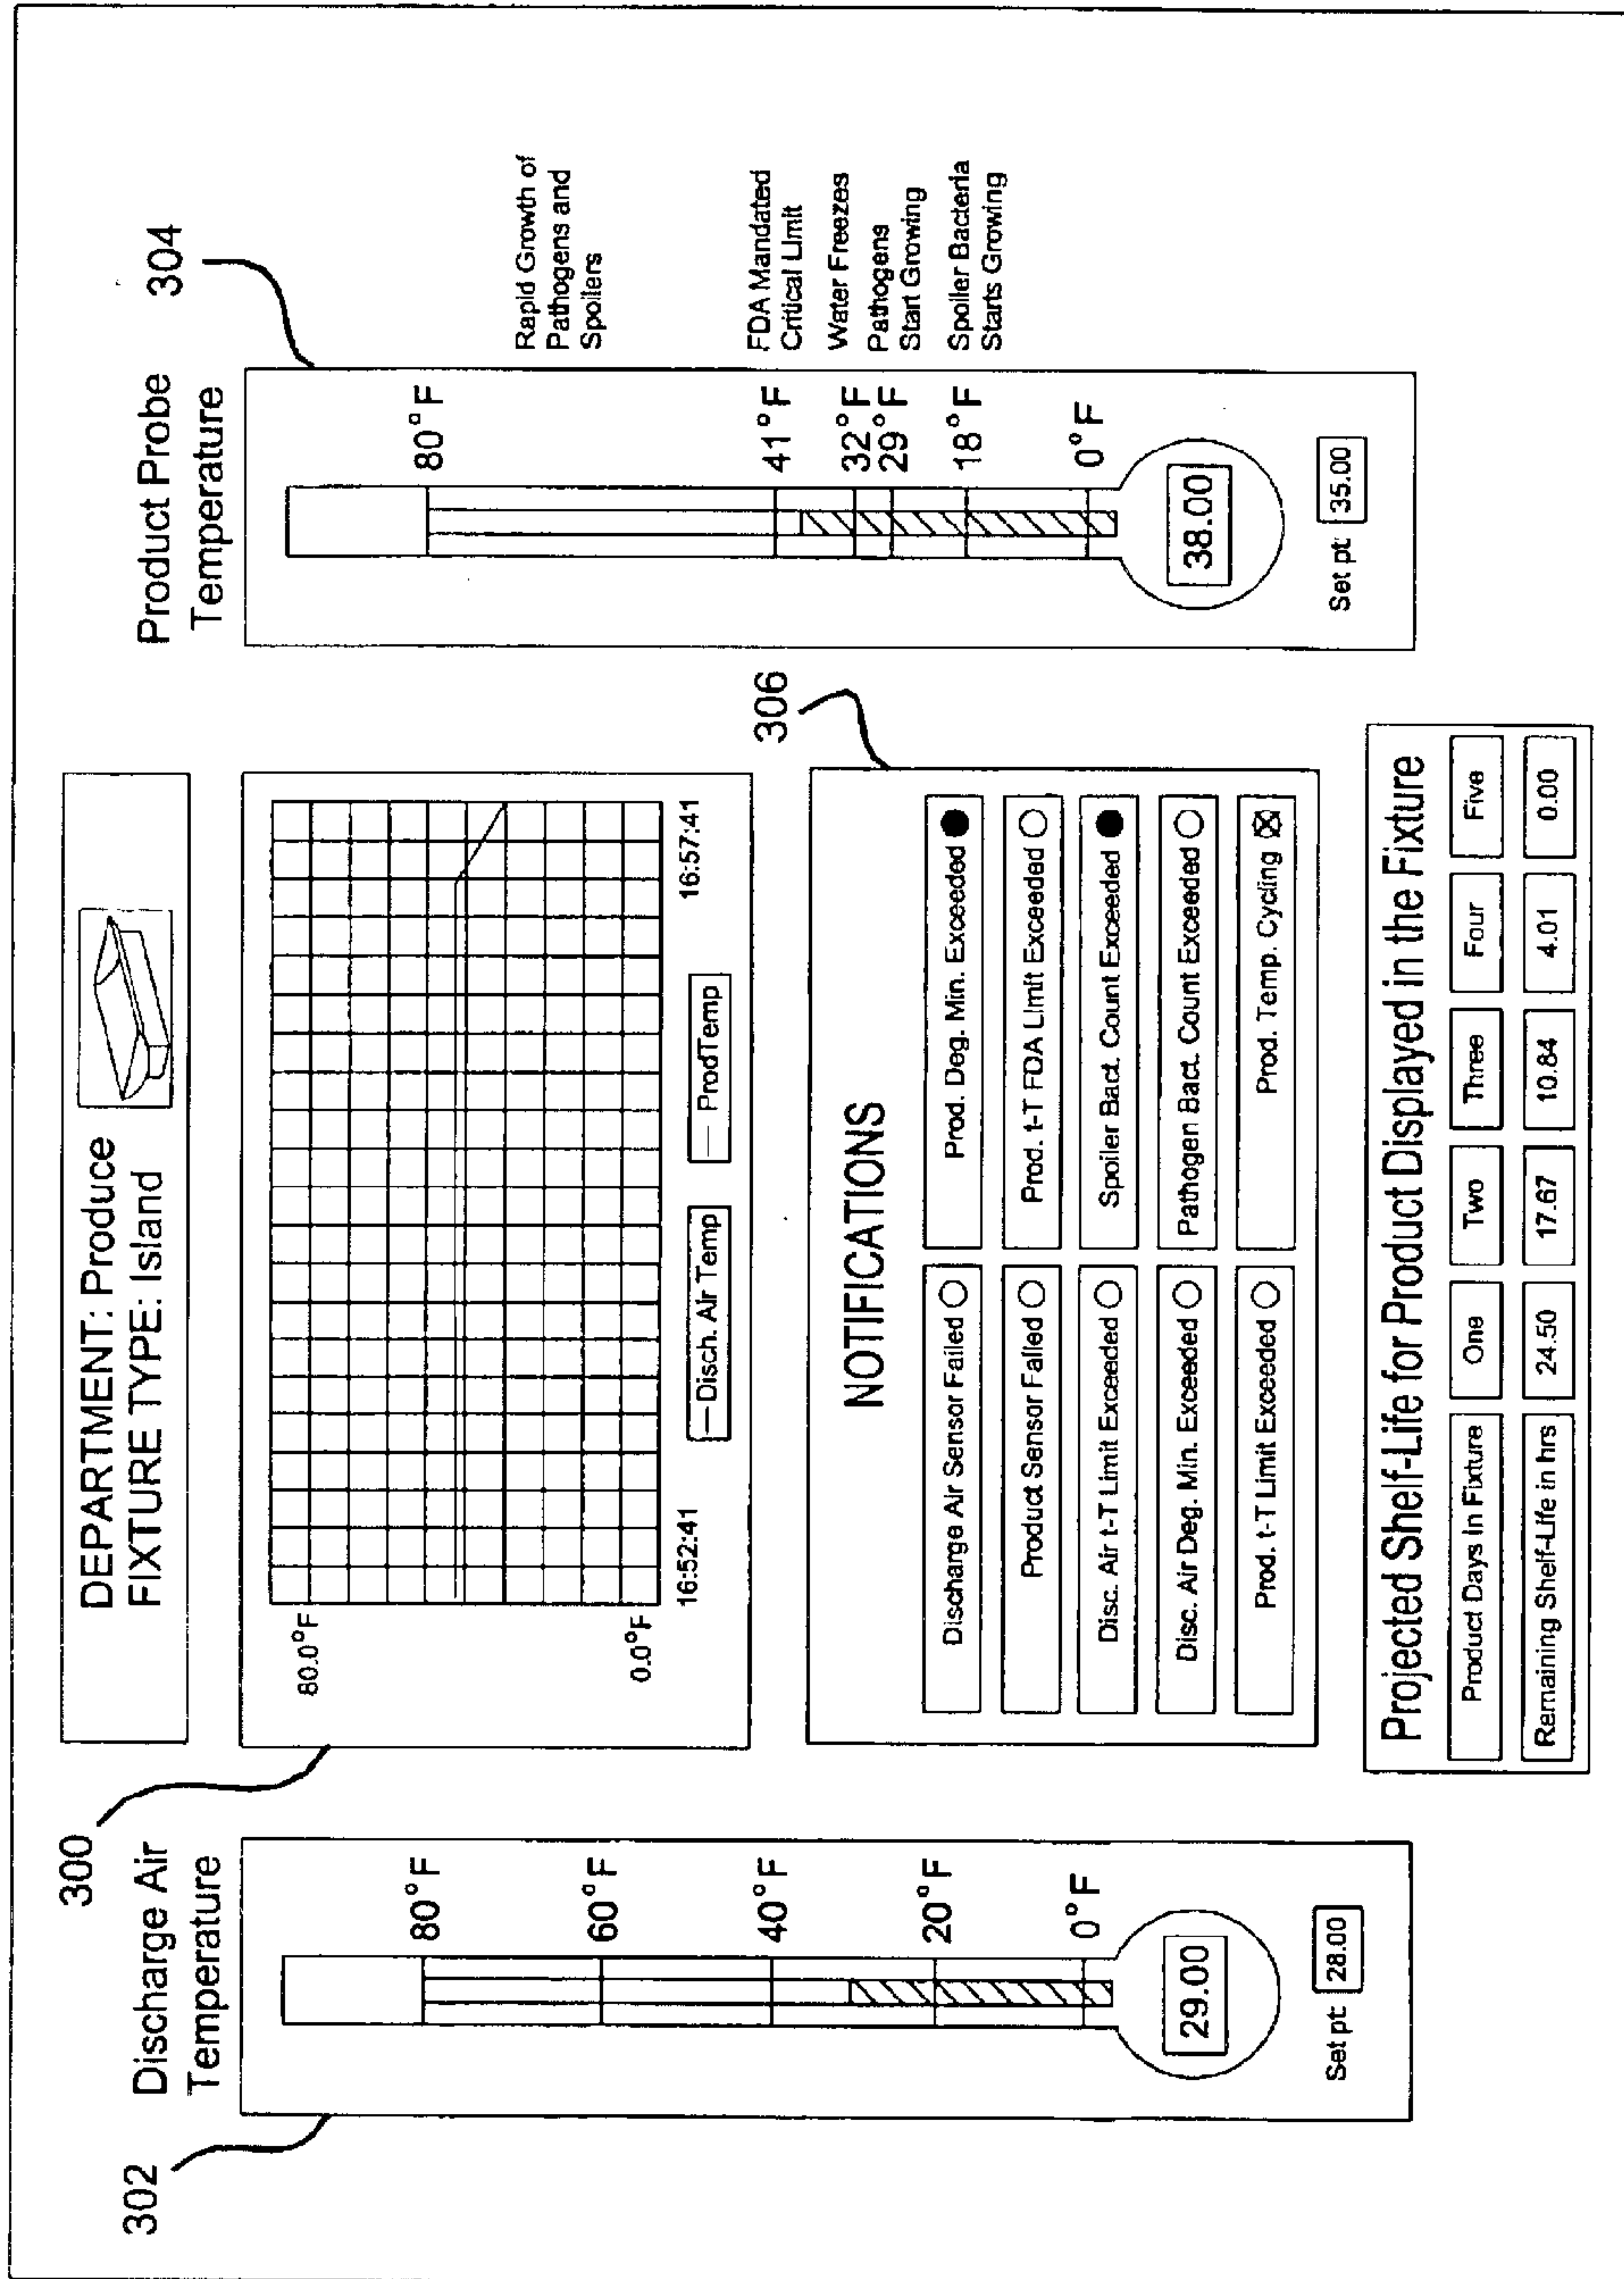 300
302
304
306
Discharge Air
Temperature
80°F
60°F
40°F
20°F
0°F
29.00
Set pt 28.00
DEPARTMENT: Produce
FIXTURE TYPE: Island
80.0°F
0.0°F
16:52:41
16:57:41
Disch. Air Temp
ProdTemp
NOTIFICATIONS
Discharge Air Sensor Failed
Prod. Deg. Min. Exceeded
Product Sensor Failed
Prod. t-T FDA Limit Exceeded
Disc. Air t-T Limit Exceeded
Spoiler Bact. Count Exceeded
Disc. Air Deg. Min. Exceeded
Pathogen Bact. Count Exceeded
Prod. t-T Limit Exceeded
Prod. Temp. Cycling
Projected Shelf-Life for Product Displayed in the Fixture
Product Days In Fixture One Two Three Four Five
Remaining Shelf-Life in hrs 24.50 17.67 10.84 4.01 0.00
Product Probe
Temperature
80°F
41°F
32°F
29°F
18°F
0°F
38.00
Set pt 35.00
Rapid Growth of
Pathogens and
Spoilers
FDA Mandated
Critical Limit
Water Freezes
Pathogens
Start Growing
Spoiler Bacteria
Starts Growing